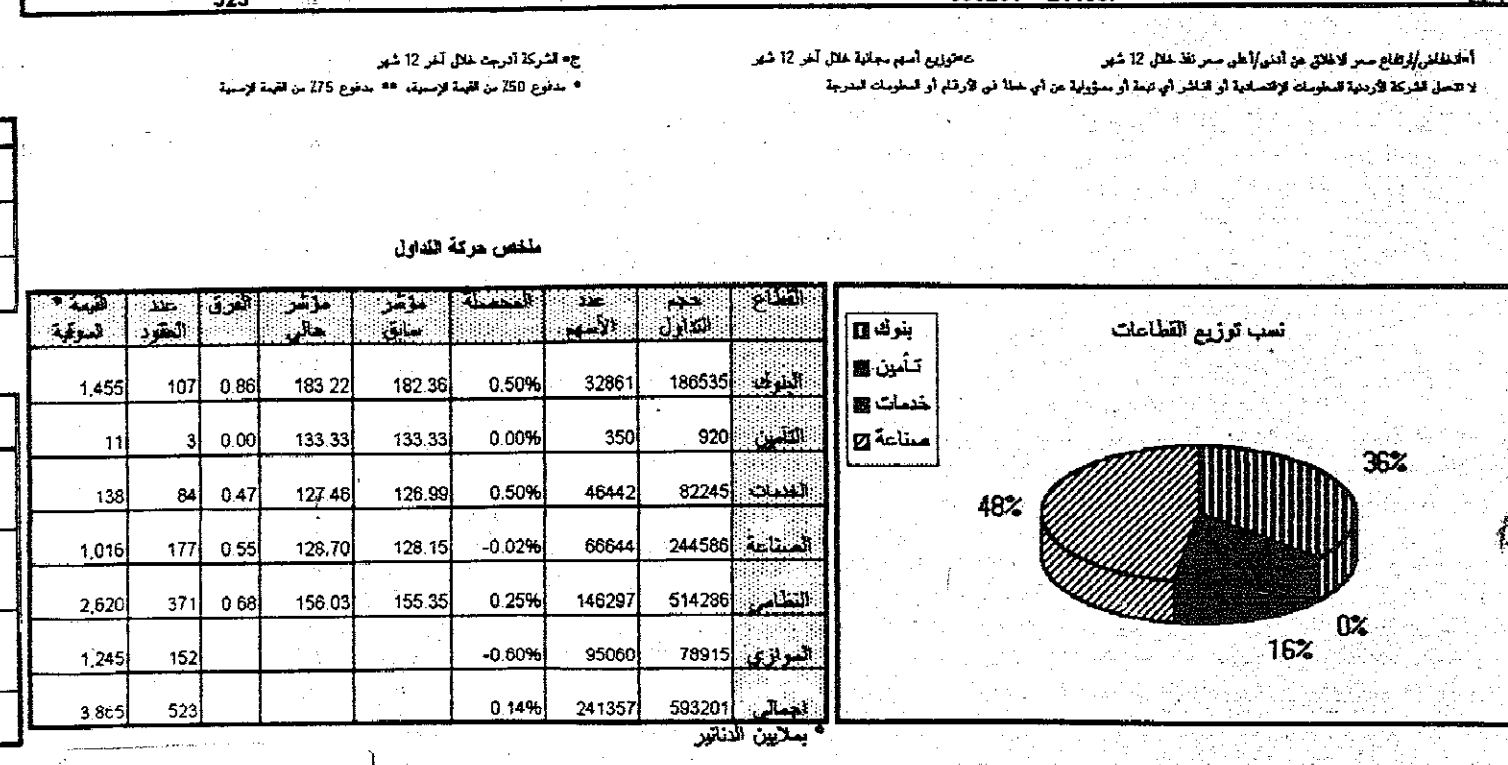 523
أ=انخفاض/ارتفاع سعر الاغلاق عن أدنى/أعلى سعر نفذ خلال 12 شهر
ت=توزيع أسهم مجانية خلال آخر 12 شهر
ج= الشركة أدرجت خلال آخر 12 شهر
لا تتحمل الشركة الأردنية للمعلومات الإقتصادية أو الناشر أي تبعة أو مسؤولية عن أي خطأ في الأرقام أو المعلومات المدرجة
* مدفوع 50٪ من القيمة الإسمية، ** مدفوع 75٪ من القيمة الإسمية
ملخص حركة التداول
القطاع حجم التداول عدد الأسهم المحصلة مؤشر سابق مؤشر حالي الفرق عدد العقود القيمة * السوقية
البنوك 186535 32861 0.50% 182.36 183.22 0.86 107 1,455
التأمين 920 350 0.00% 133.33 133.33 0.00 3 11
الخدمات 82245 46442 0.50% 126.99 127.46 0.47 84 138
الصناعة 244586 66644 -0.02% 128.15 128.70 0.55 177 1,016
النظامي 514286 146297 0.25% 155.35 156.03 0.68 371 2,620
الموازي 78915 95060 -0.60% 152 1,245
اجمالي 593201 241357 0.14% 523 3,865
* بملايين الدنانير
نسب توزيع القطاعات
بنوك
تأمين
خدمات
صناعة
36%
48%
0%
16%